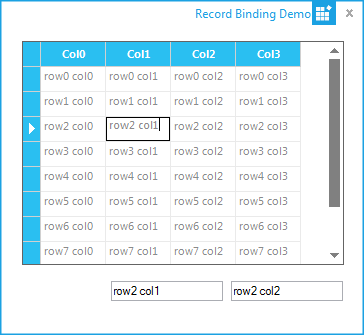 Record Binding Demo
Col0 Col1 Col2 Col3
row0 col0 row0 col1 row0 col2 row0 col3
row1 col0 row1 col1 row1 col2 row1 col3
row2 col0 row2 col1 row2 col2 row2 col3
row3 col0 row3 col1 row3 col2 row3 col3
row4 col0 row4 col1 row4 col2 row4 col3
row5 col0 row5 col1 row5 col2 row5 col3
row6 col0 row6 col1 row6 col2 row6 col3
row7 col0 row7 col1 row7 col2 row7 col3
row2 col1 row2 col2